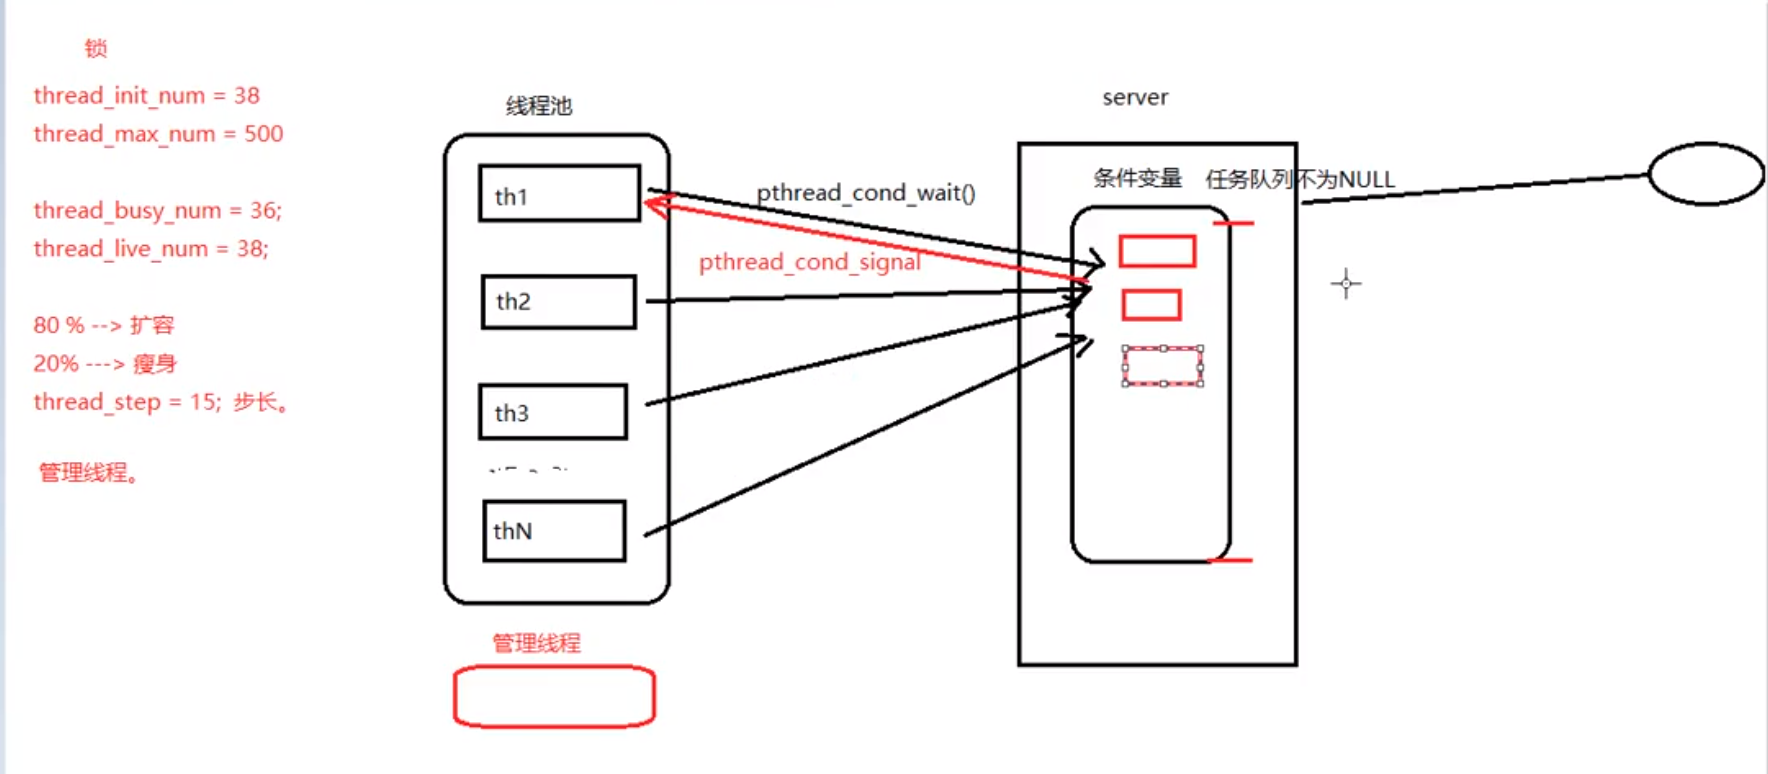 锁
thread_init_num = 38
thread_max_num = 500
thread_busy_num = 36;
thread_live_num = 38;
80 % --> 扩容
20% ---> 瘦身
thread_step = 15; 步长。
管理线程。
线程池
th1
th2
th3
thN
管理线程
pthread_cond_wait()
pthread_cond_signal
server
条件变量 任务队列不为NULL